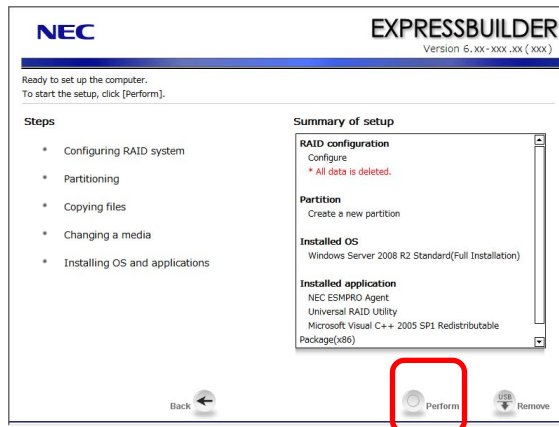 NEC
EXPRESSBUILDER
Version 6.xx-xxx.xx (xxx)
Ready to set up the computer.
To start the setup, click [Perform].
Steps
* Configuring RAID system
* Partitioning
* Copying files
* Changing a media
* Installing OS and applications
Summary of setup
RAID configuration
Configure
* All data is deleted.
Partition
Create a new partition
Installed OS
Windows Server 2008 R2 Standard(Full Installation)
Installed application
NEC ESMPRO Agent
Universal RAID Utility
Microsoft Visual C++ 2005 SP1 Redistributable
Package(x86)
Back
Perform
USB
Remove